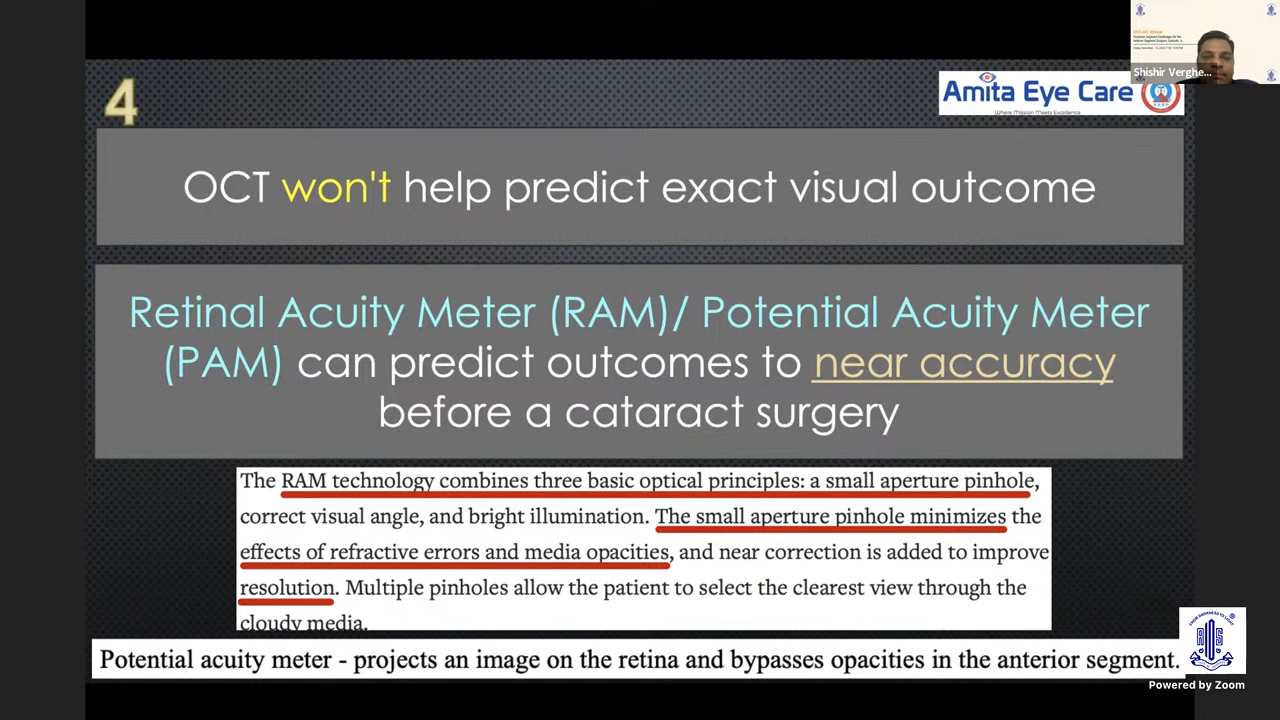 4
Amita Eye Care
Where Mission Meets Excellence
Shishir Verghe...
OCT won't help predict exact visual outcome
Retinal Acuity Meter (RAM)/ Potential Acuity Meter
(PAM) can predict outcomes to near accuracy
before a cataract surgery
The RAM technology combines three basic optical principles: a small aperture pinhole,
correct visual angle, and bright illumination. The small aperture pinhole minimizes the
effects of refractive errors and media opacities, and near correction is added to improve
resolution. Multiple pinholes allow the patient to select the clearest view through the
cloudy media.
Potential acuity meter - projects an image on the retina and bypasses opacities in the anterior segment.
Powered by Zoom